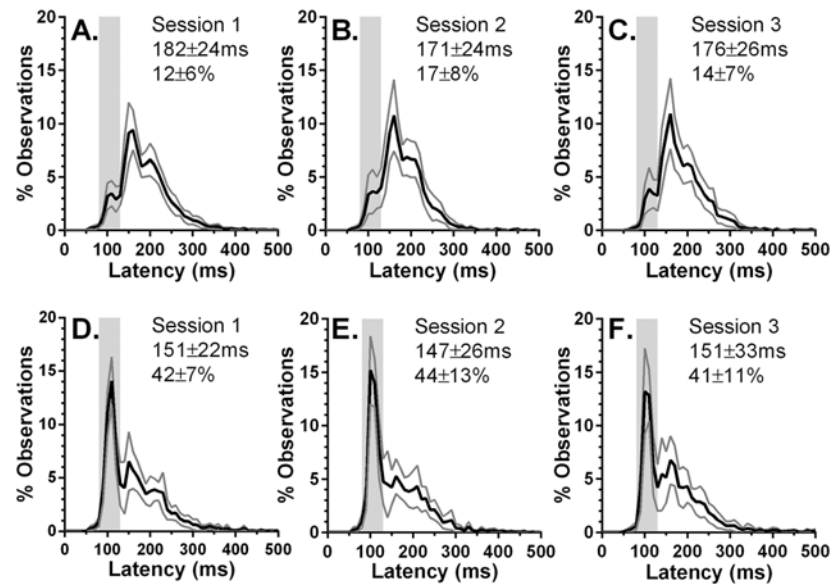 A.
Session 1
182±24ms
12±6%
% Observations
20
15
10
5
0
0 100 200 300 400 500
Latency (ms)
B.
Session 2
171±24ms
17±8%
% Observations
20
15
10
5
0
0 100 200 300 400 500
Latency (ms)
C.
Session 3
176±26ms
14±7%
% Observations
20
15
10
5
0
0 100 200 300 400 500
Latency (ms)
D.
Session 1
151±22ms
42±7%
% Observations
20
15
10
5
0
0 100 200 300 400 500
Latency (ms)
E.
Session 2
147±26ms
44±13%
% Observations
20
15
10
5
0
0 100 200 300 400 500
Latency (ms)
F.
Session 3
151±33ms
41±11%
% Observations
20
15
10
5
0
0 100 200 300 400 500
Latency (ms)